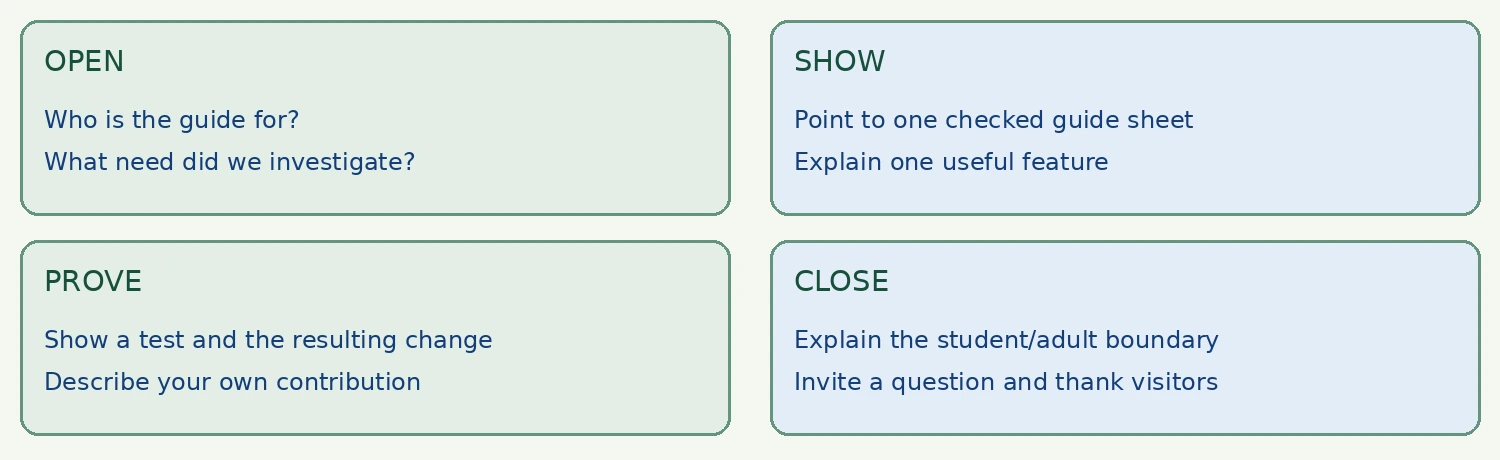 OPEN
Who is the guide for?
What need did we investigate?
SHOW
Point to one checked guide sheet
Explain one useful feature
PROVE
Show a test and the resulting change
Describe your own contribution
CLOSE
Explain the student/adult boundary
Invite a question and thank visitors